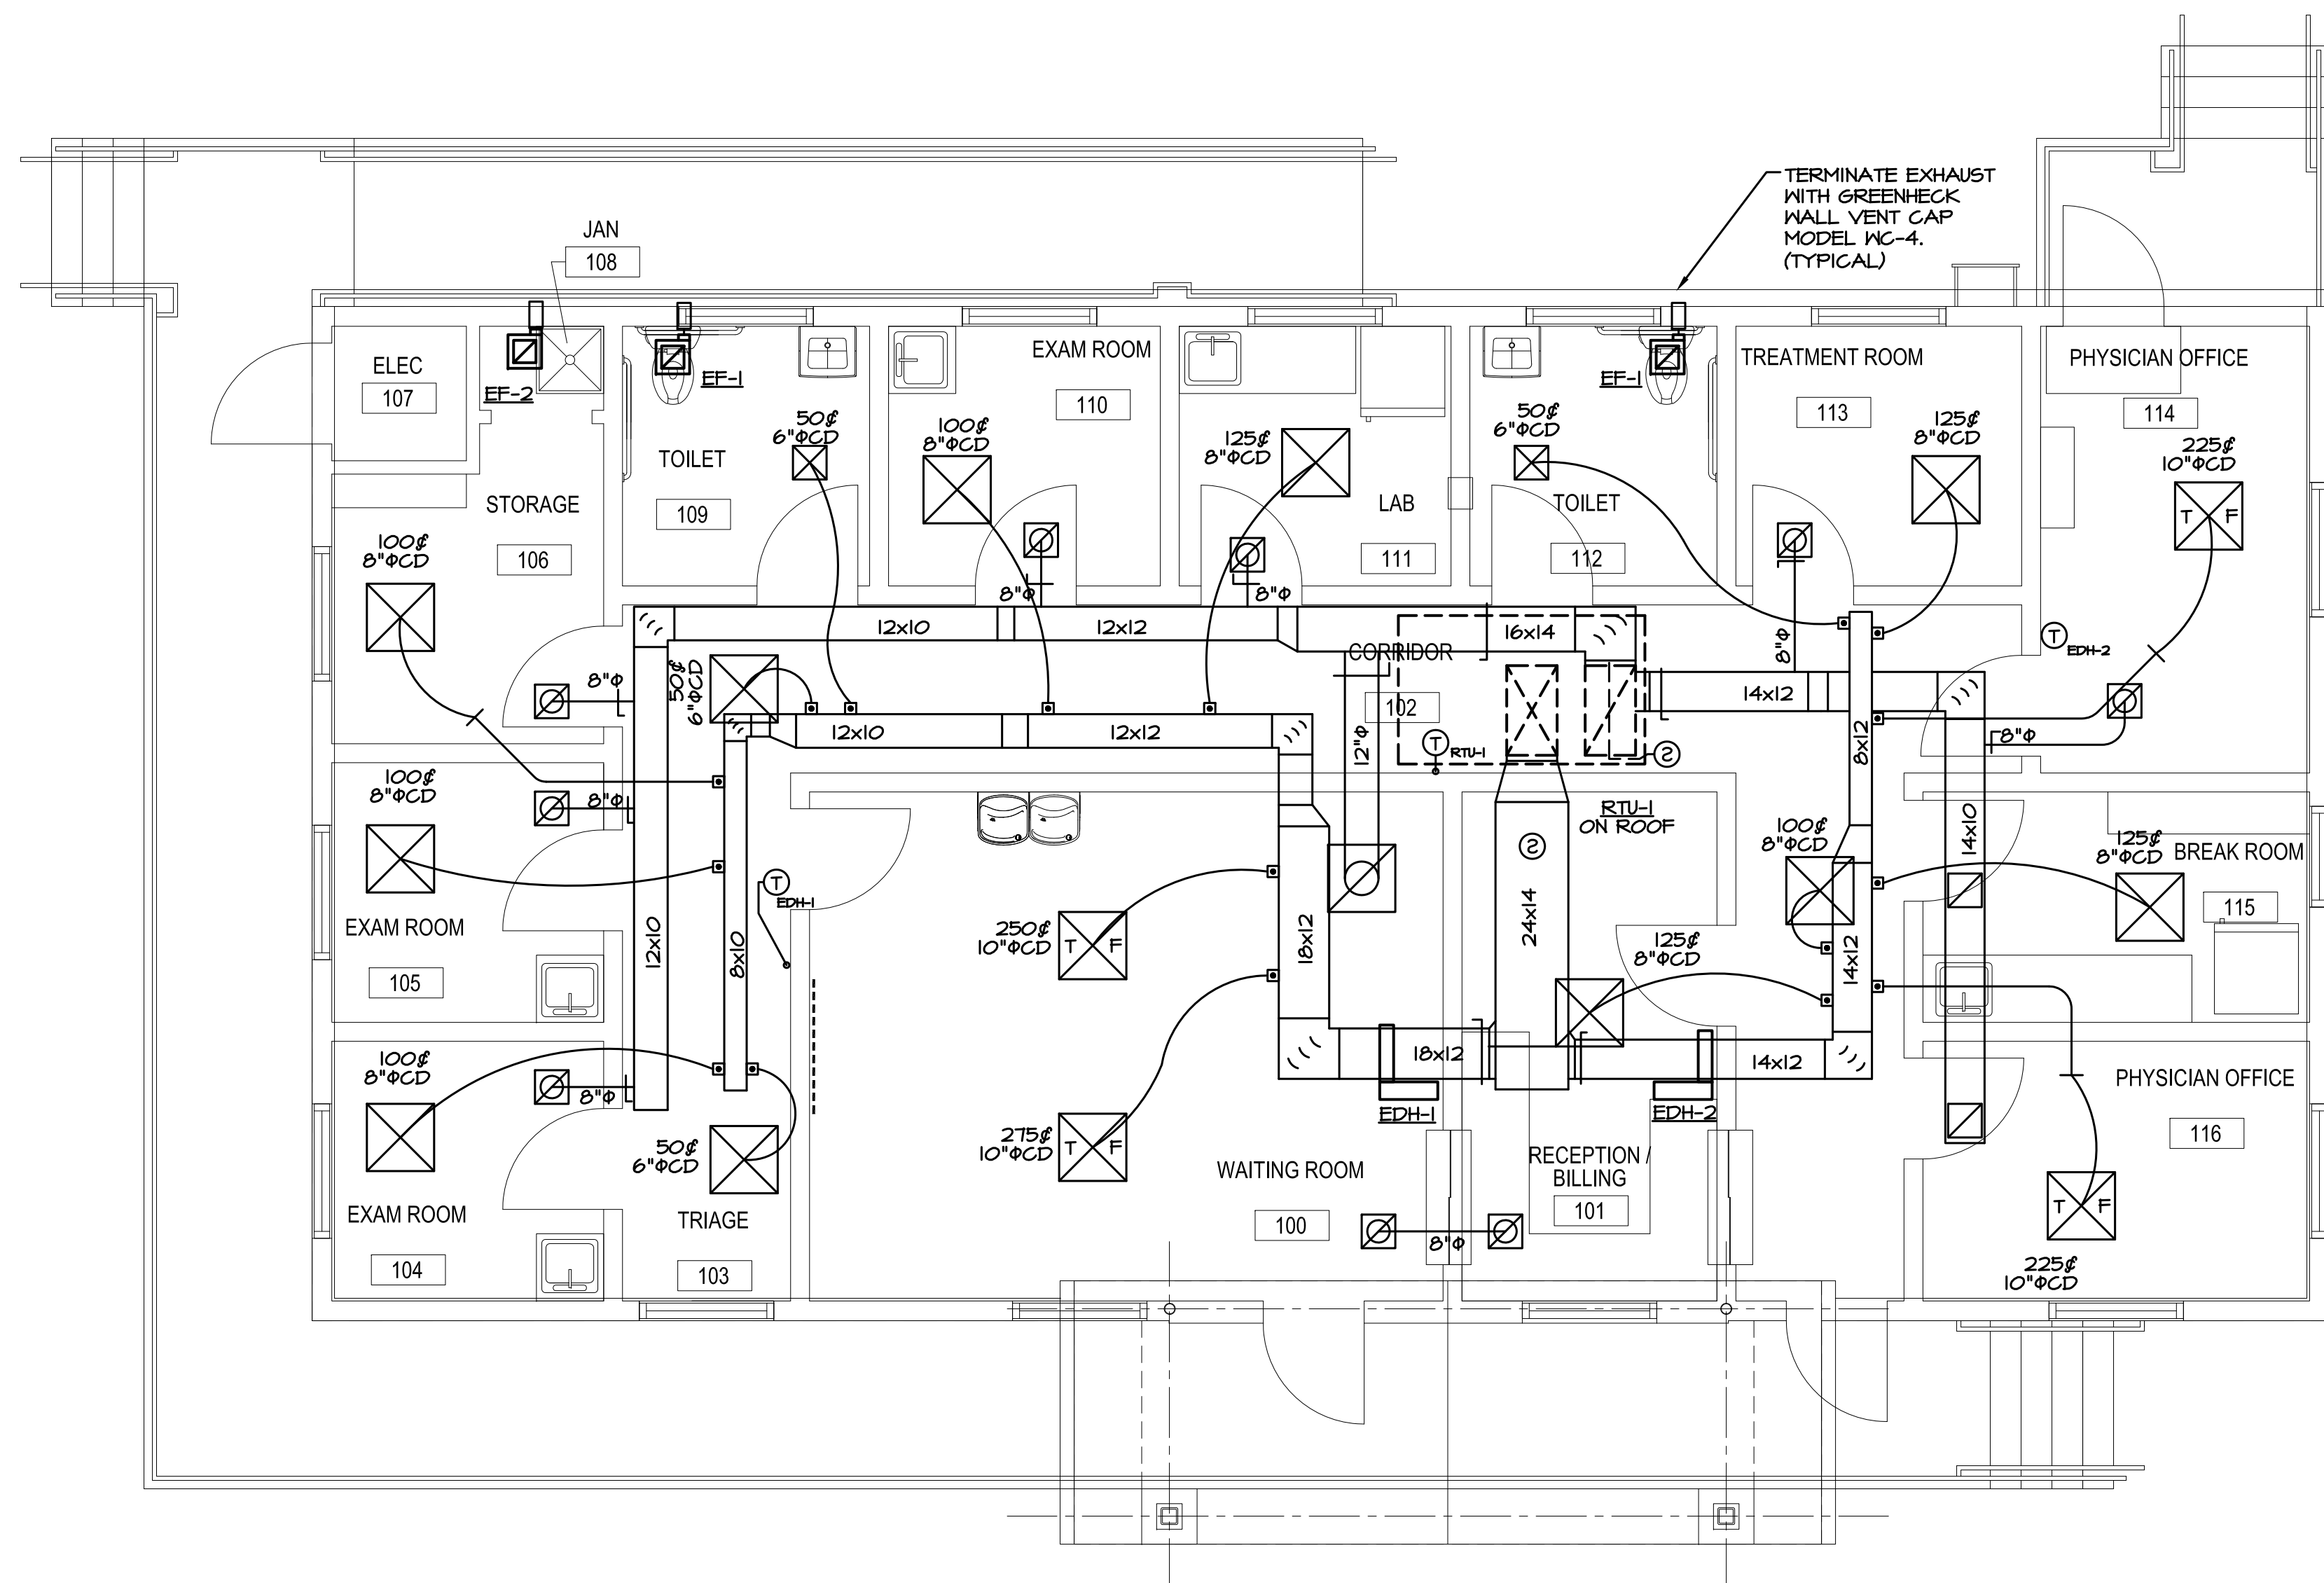 TERMINATE EXHAUST
WITH GREENHECK
WALL VENT CAP
MODEL WC-4.
(TYPICAL)
JAN
108
ELEC
107
EF-2
EF-1
EXAM ROOM
110
EF-1
TREATMENT ROOM
113
PHYSICIAN OFFICE
114
TOILET
109
50₵
6"ΦCD
100₵
8"ΦCD
125₵
8"ΦCD
LAB
111
50₵
6"ΦCD
TOILET
112
125₵
8"ΦCD
225₵
10"ΦCD
T F
STORAGE
106
100₵
8"ΦCD
8"Φ
8"Φ
12x10
12x12
16x14
CORRIDOR
102
8"Φ
T
EDH-2
8"Φ
50₵
6"ΦCD
12x10
12x12
12"Φ
T
RTU-1
S
14x12
8x12
8"Φ
100₵
8"ΦCD
8"Φ
EXAM ROOM
105
12x10
8x10
T
EDH-1
250₵
10"ΦCD
T F
18x12
24x14
S
RTU-1
ON ROOF
100₵
8"ΦCD
125₵
8"ΦCD
14x12
14x10
125₵
8"ΦCD
BREAK ROOM
115
100₵
8"ΦCD
8"Φ
EXAM ROOM
104
50₵
6"ΦCD
TRIAGE
103
275₵
10"ΦCD
T F
18x12
EDH-1
14x12
EDH-2
WAITING ROOM
100
8"Φ
RECEPTION /
BILLING
101
PHYSICIAN OFFICE
116
T F
225₵
10"ΦCD